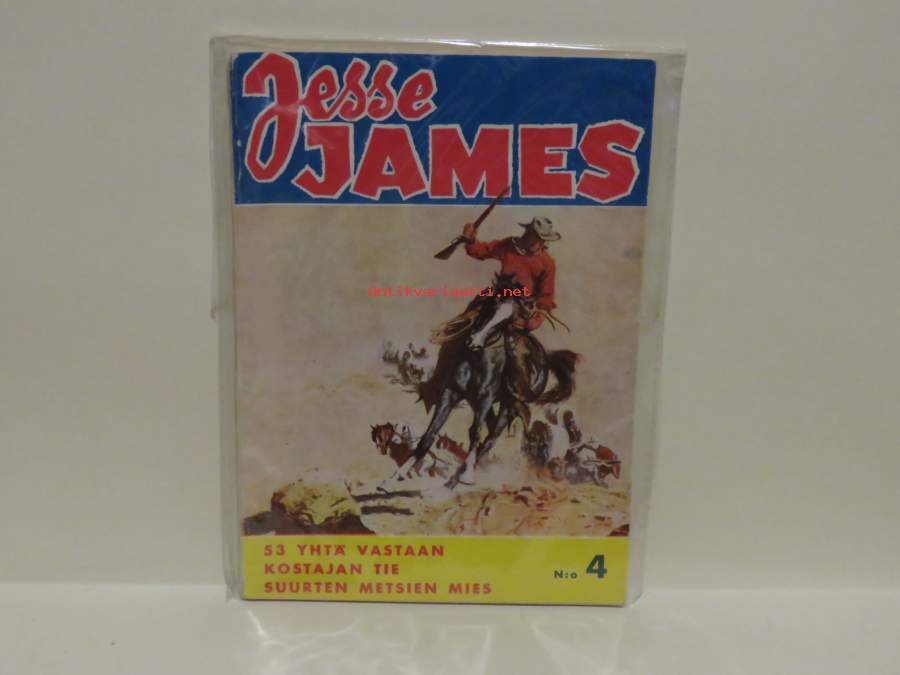 Jesse
JAMES
antikvariaatti.net
53 YHTÄ VASTAAN
KOSTAJAN TIE
SUURTEN METSIEN MIES
N:o 4